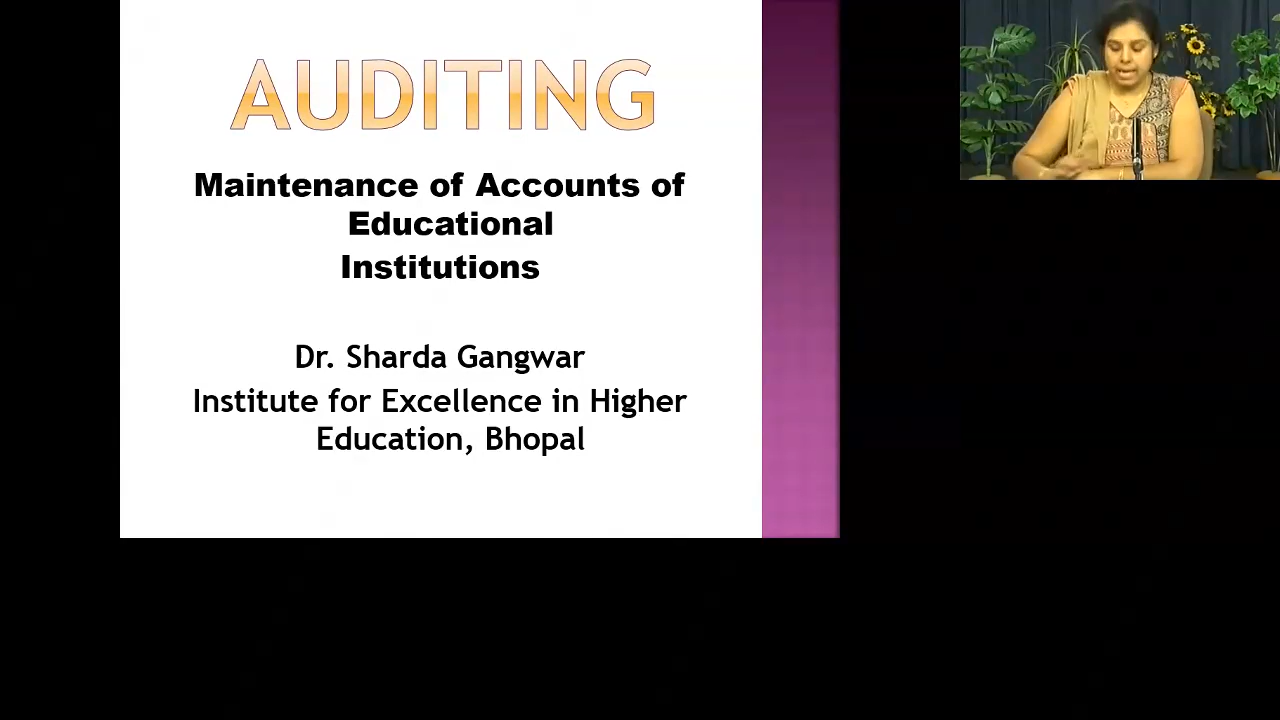 AUDITING
Maintenance of Accounts of
Educational
Institutions
Dr. Sharda Gangwar
Institute for Excellence in Higher
Education, Bhopal